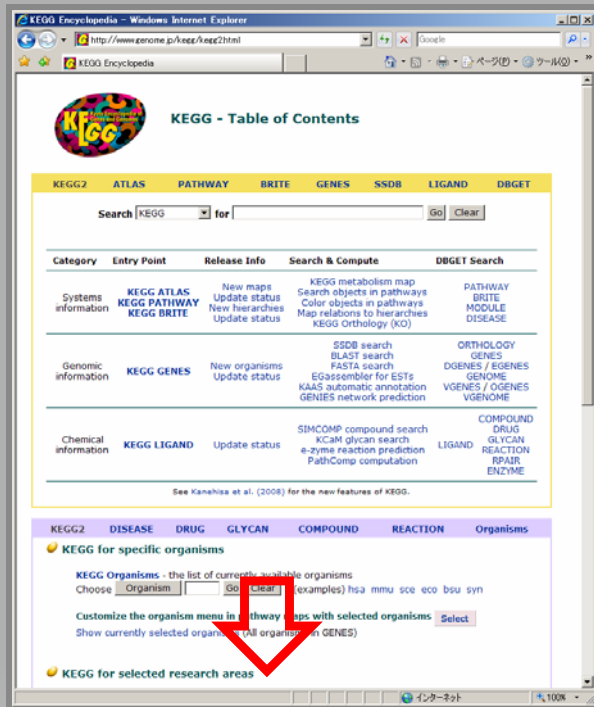 KEGG Encyclopedia - Windows Internet Explorer
http://www.genome.jp/kegg/kegg2.html
Google
KEGG Encyclopedia
ページ(P) ツール(O) »
KEGG
KEGG - Table of Contents
KEGG2 ATLAS PATHWAY BRITE GENES SSDB LIGAND DBGET
Search KEGG for Go Clear
Category Entry Point Release Info Search & Compute DBGET Search
Systems information
KEGG ATLAS
KEGG PATHWAY
KEGG BRITE
New maps
Update status
New hierarchies
Update status
KEGG metabolism map
Search objects in pathways
Color objects in pathways
Map relations to hierarchies
KEGG Orthology (KO)
PATHWAY
BRITE
MODULE
DISEASE
Genomic information
KEGG GENES
New organisms
Update status
SSDB search
BLAST search
FASTA search
EGassembler for ESTs
KAAS automatic annotation
GENIES network prediction
ORTHOLOGY
GENES
DGENES / EGENES
GENOME
VGENES / OGENES
VGENOME
Chemical information
KEGG LIGAND
Update status
SIMCOMP compound search
KCaM glycan search
e-zyme reaction prediction
PathComp computation
LIGAND
COMPOUND
DRUG
GLYCAN
REACTION
RPAIR
ENZYME
See Kanehisa et al. (2008) for the new features of KEGG.
KEGG2 DISEASE DRUG GLYCAN COMPOUND REACTION Organisms
KEGG for specific organisms
KEGG Organisms - the list of currently available organisms
Choose Organism Go Clear (examples) hsa mmu sce eco bsu syn
Customize the organism menu in pathway maps with selected organisms Select
Show currently selected organisms (All organisms in GENES)
KEGG for selected research areas
インターネット 100%